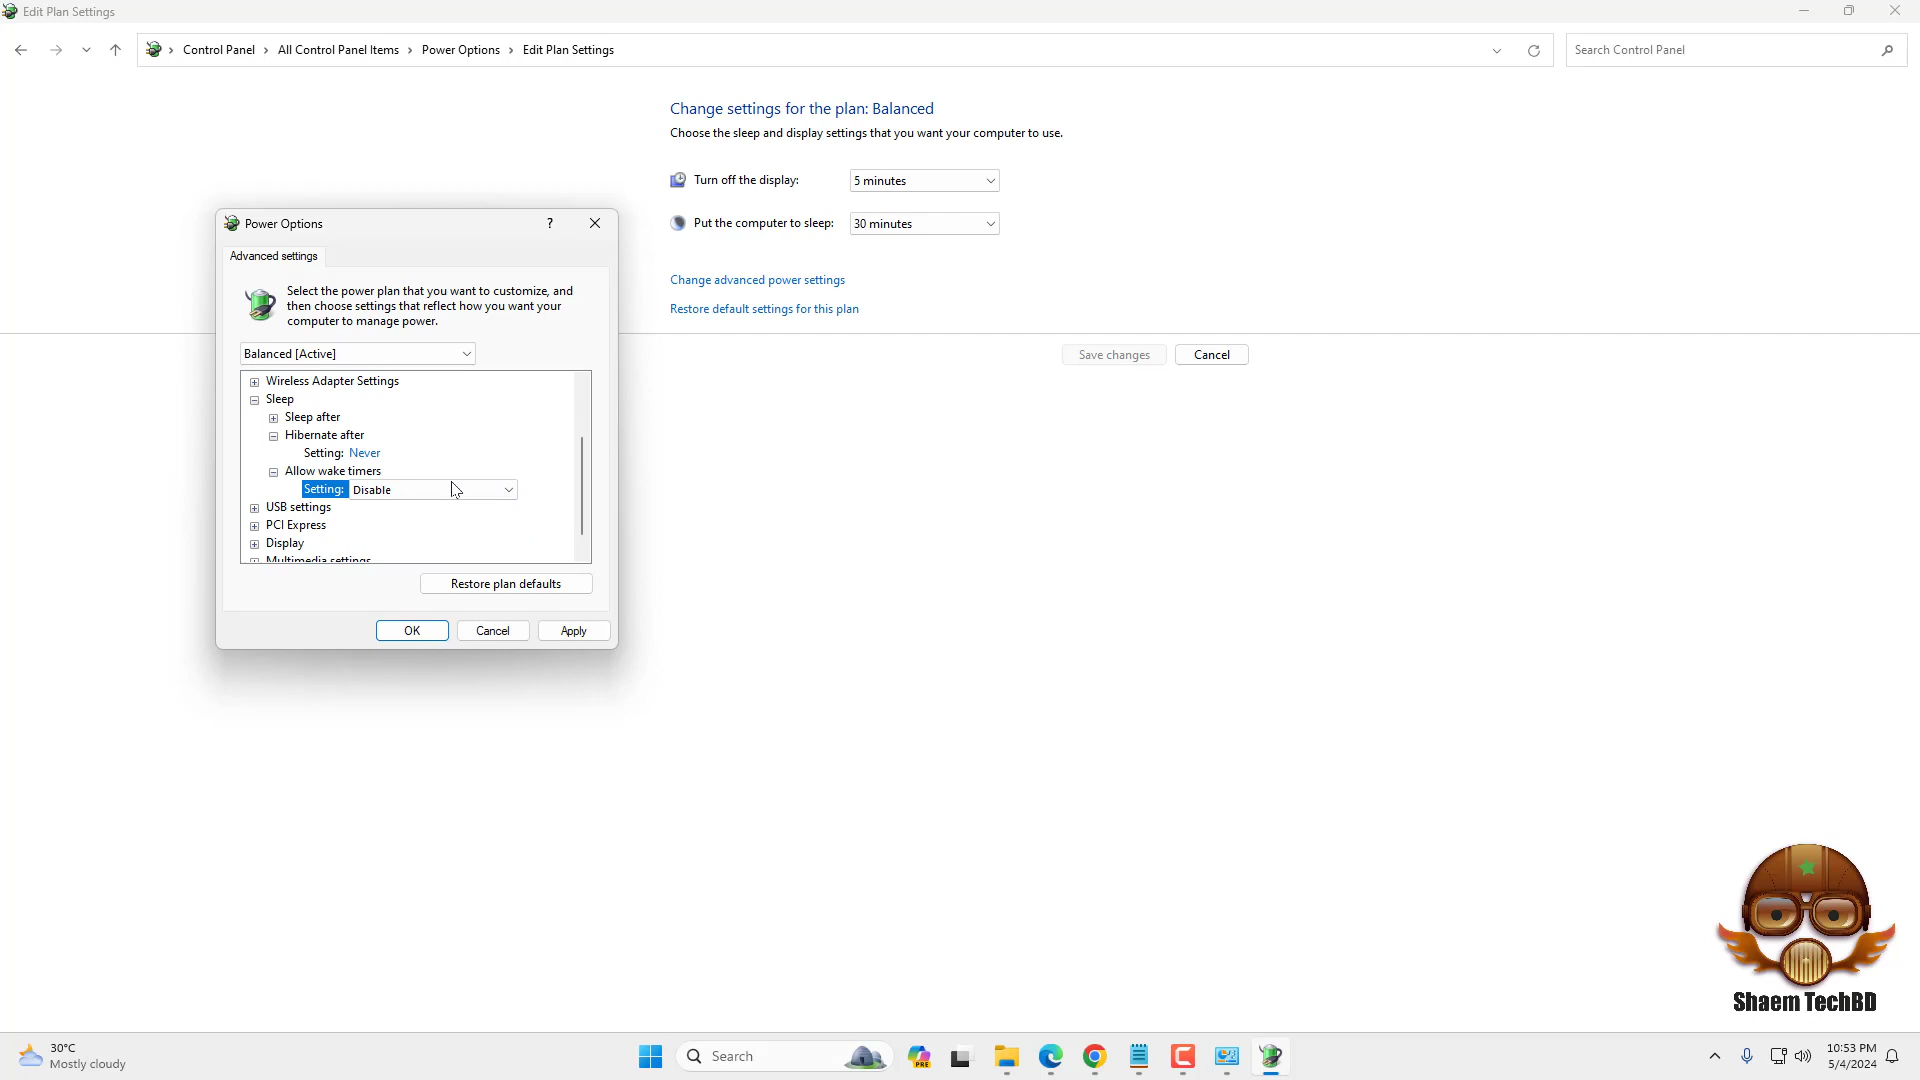 Edit Plan Settings
Control Panel > All Control Panel Items > Power Options > Edit Plan Settings
Search Control Panel
Change settings for the plan: Balanced
Choose the sleep and display settings that you want your computer to use.
Turn off the display: 5 minutes
Put the computer to sleep: 30 minutes
Change advanced power settings
Restore default settings for this plan
Save changes Cancel
Power Options ?
Advanced settings
Select the power plan that you want to customize, and
then choose settings that reflect how you want your
computer to manage power.
Balanced [Active]
Wireless Adapter Settings
Sleep
Sleep after
Hibernate after
Setting: Never
Allow wake timers
Setting: Disable
USB settings
PCI Express
Display
Multimedia settings
Restore plan defaults
OK Cancel Apply
Shaem TechBD
30°C
Mostly cloudy
Search
PRE
10:53 PM
5/4/2024